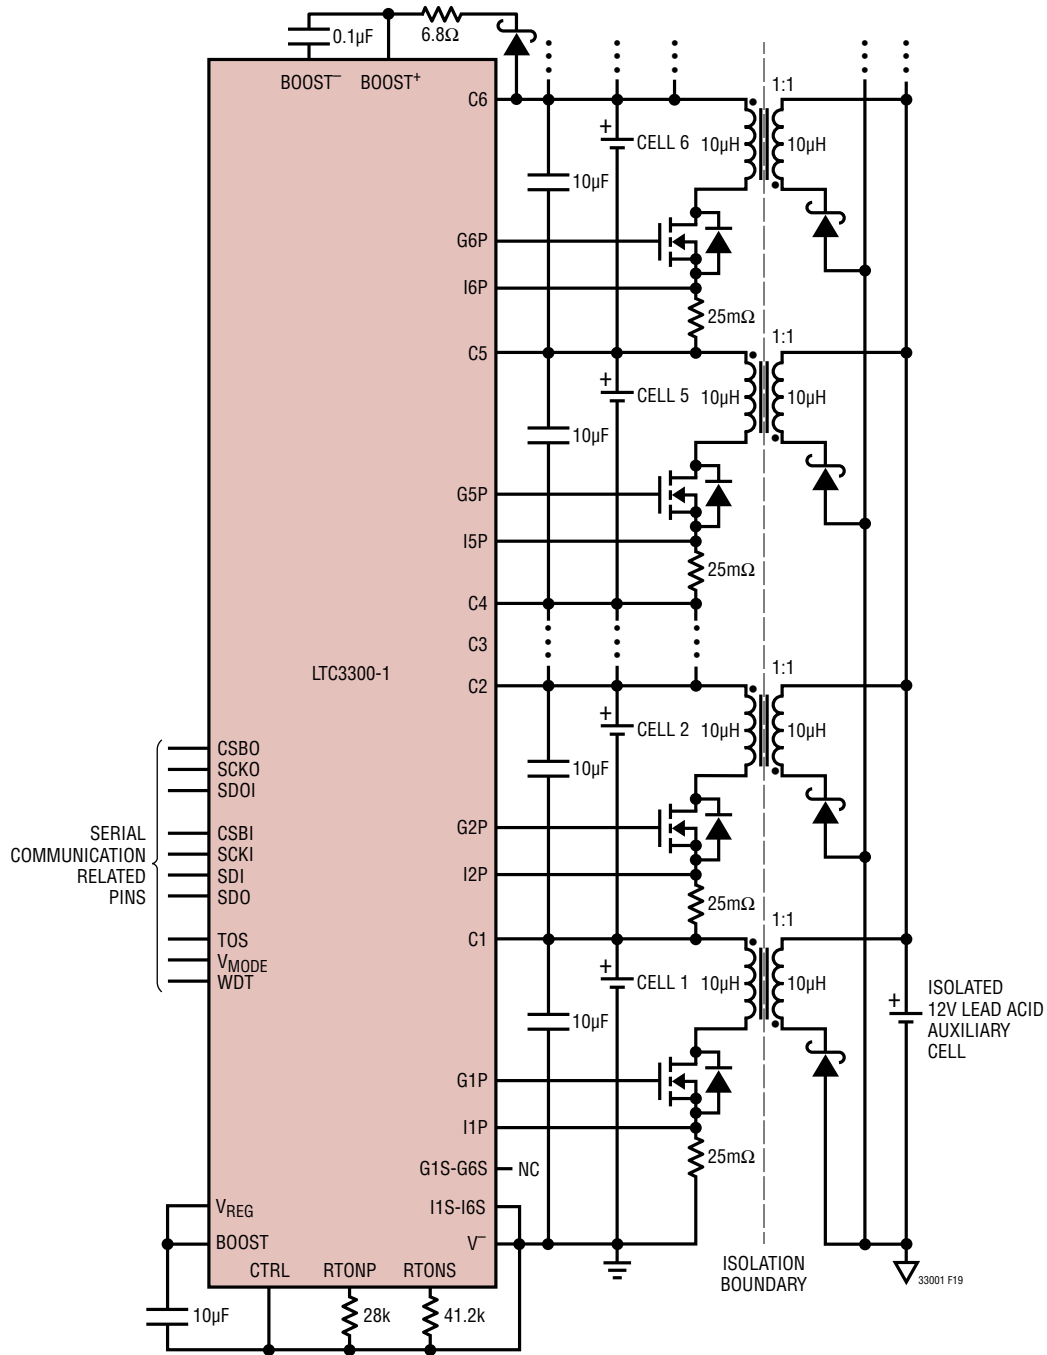 0.1µF
6.8Ω
BOOST⁻
BOOST⁺
C6
1:1
+
CELL 6
10µH
10µH
10µF
G6P
I6P
25mΩ
C5
1:1
+
CELL 5
10µH
10µH
10µF
G5P
I5P
25mΩ
C4
C3
LTC3300-1
C2
1:1
+
CELL 2
10µH
10µH
10µF
G2P
I2P
25mΩ
C1
1:1
+
CELL 1
10µH
10µH
10µF
G1P
I1P
25mΩ
G1S-G6S
NC
I1S-I6S
V⁻
SERIAL
COMMUNICATION
RELATED
PINS
CSBO
SCKO
SDOI
CSBI
SCKI
SDI
SDO
TOS
VMODE
WDT
+
ISOLATED
12V LEAD ACID
AUXILIARY
CELL
VREG
BOOST
CTRL
RTONP
RTONS
10µF
28k
41.2k
ISOLATION
BOUNDARY
33001 F19